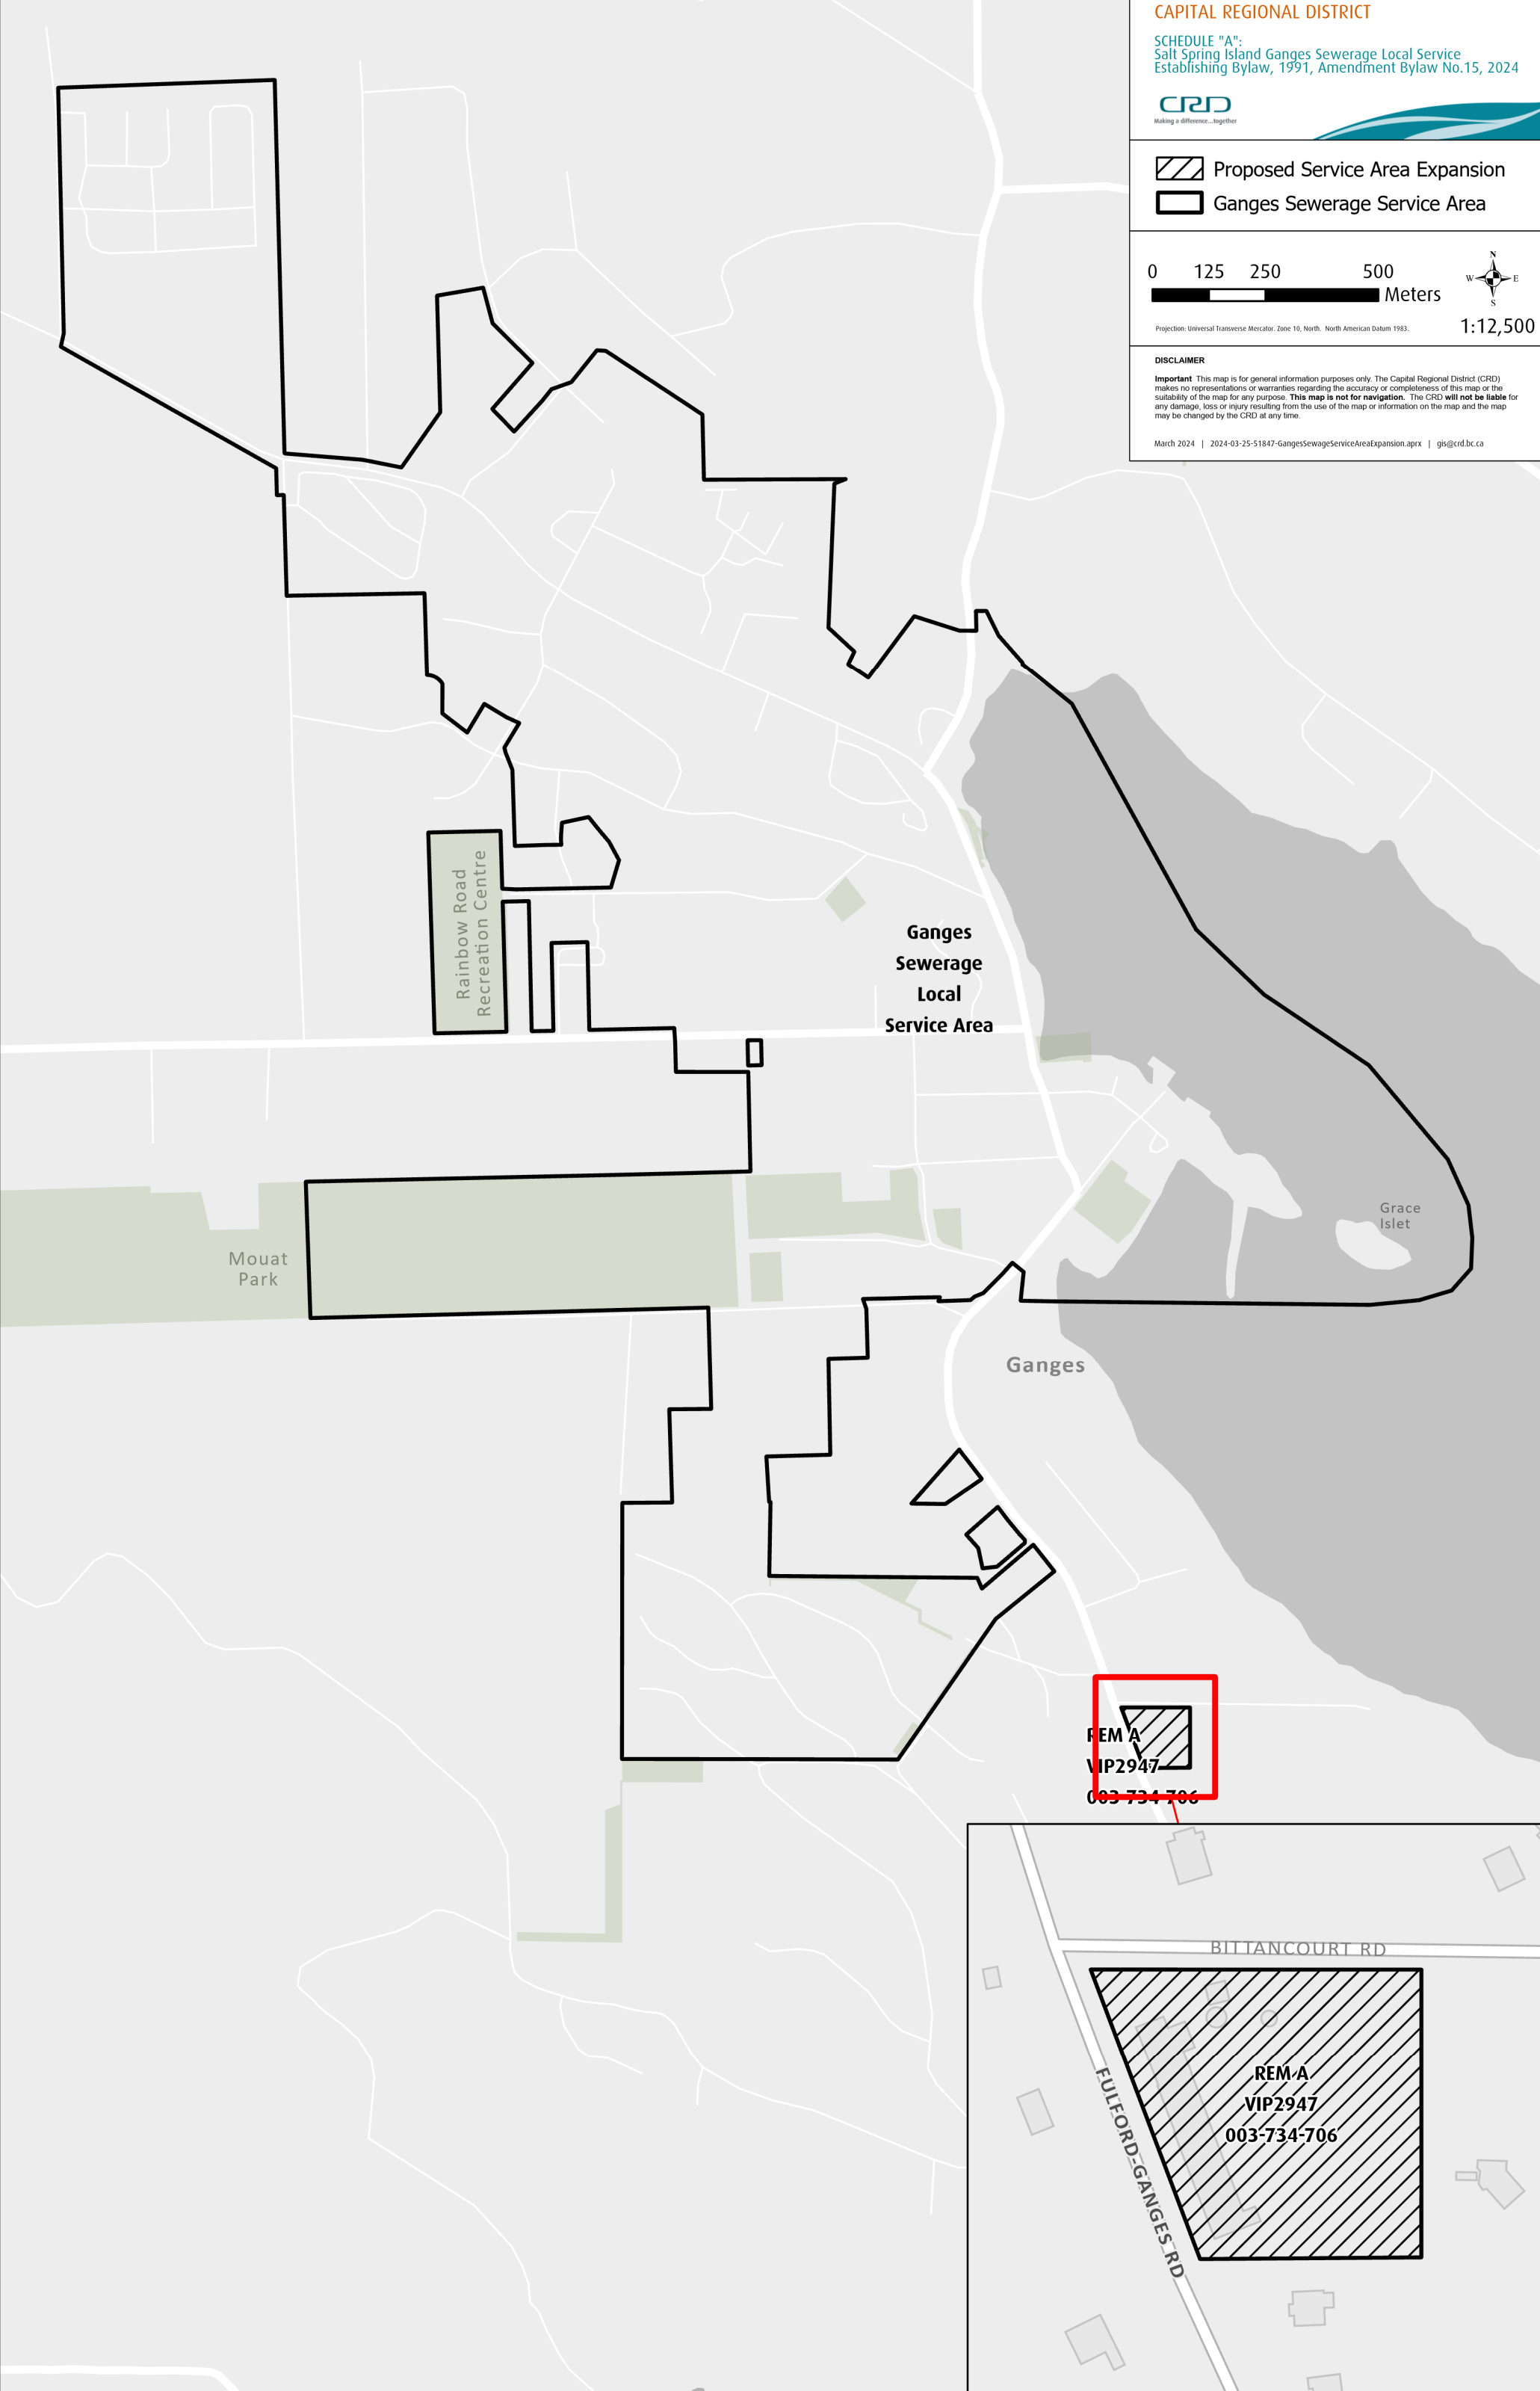 CAPITAL REGIONAL DISTRICT
SCHEDULE "A":
Salt Spring Island Ganges Sewerage Local Service
Establishing Bylaw, 1991, Amendment Bylaw No.15, 2024
CRD
Making a difference...together
Proposed Service Area Expansion
Ganges Sewerage Service Area
0 125 250 500
Meters
N
W E
S
1:12,500
Projection: Universal Transverse Mercator. Zone 10, North. North American Datum 1983.
DISCLAIMER
Important This map is for general information purposes only. The Capital Regional District (CRD)
makes no representations or warranties regarding the accuracy or completeness of this map or the
suitability of the map for any purpose. This map is not for navigation. The CRD will not be liable for
any damage, loss or injury resulting from the use of the map or information on the map and the map
may be changed by the CRD at any time.
March 2024 | 2024-03-25-51847-GangesSewageServiceAreaExpansion.aprx | gis@crd.bc.ca
Rainbow Road
Recreation Centre
Ganges
Sewerage
Local
Service Area
Grace
Islet
Mouat
Park
Ganges
REM A
VIP2947
003-734-706
BITTANCOURT RD
FULFORD-GANGES RD
REM A
VIP2947
003-734-706